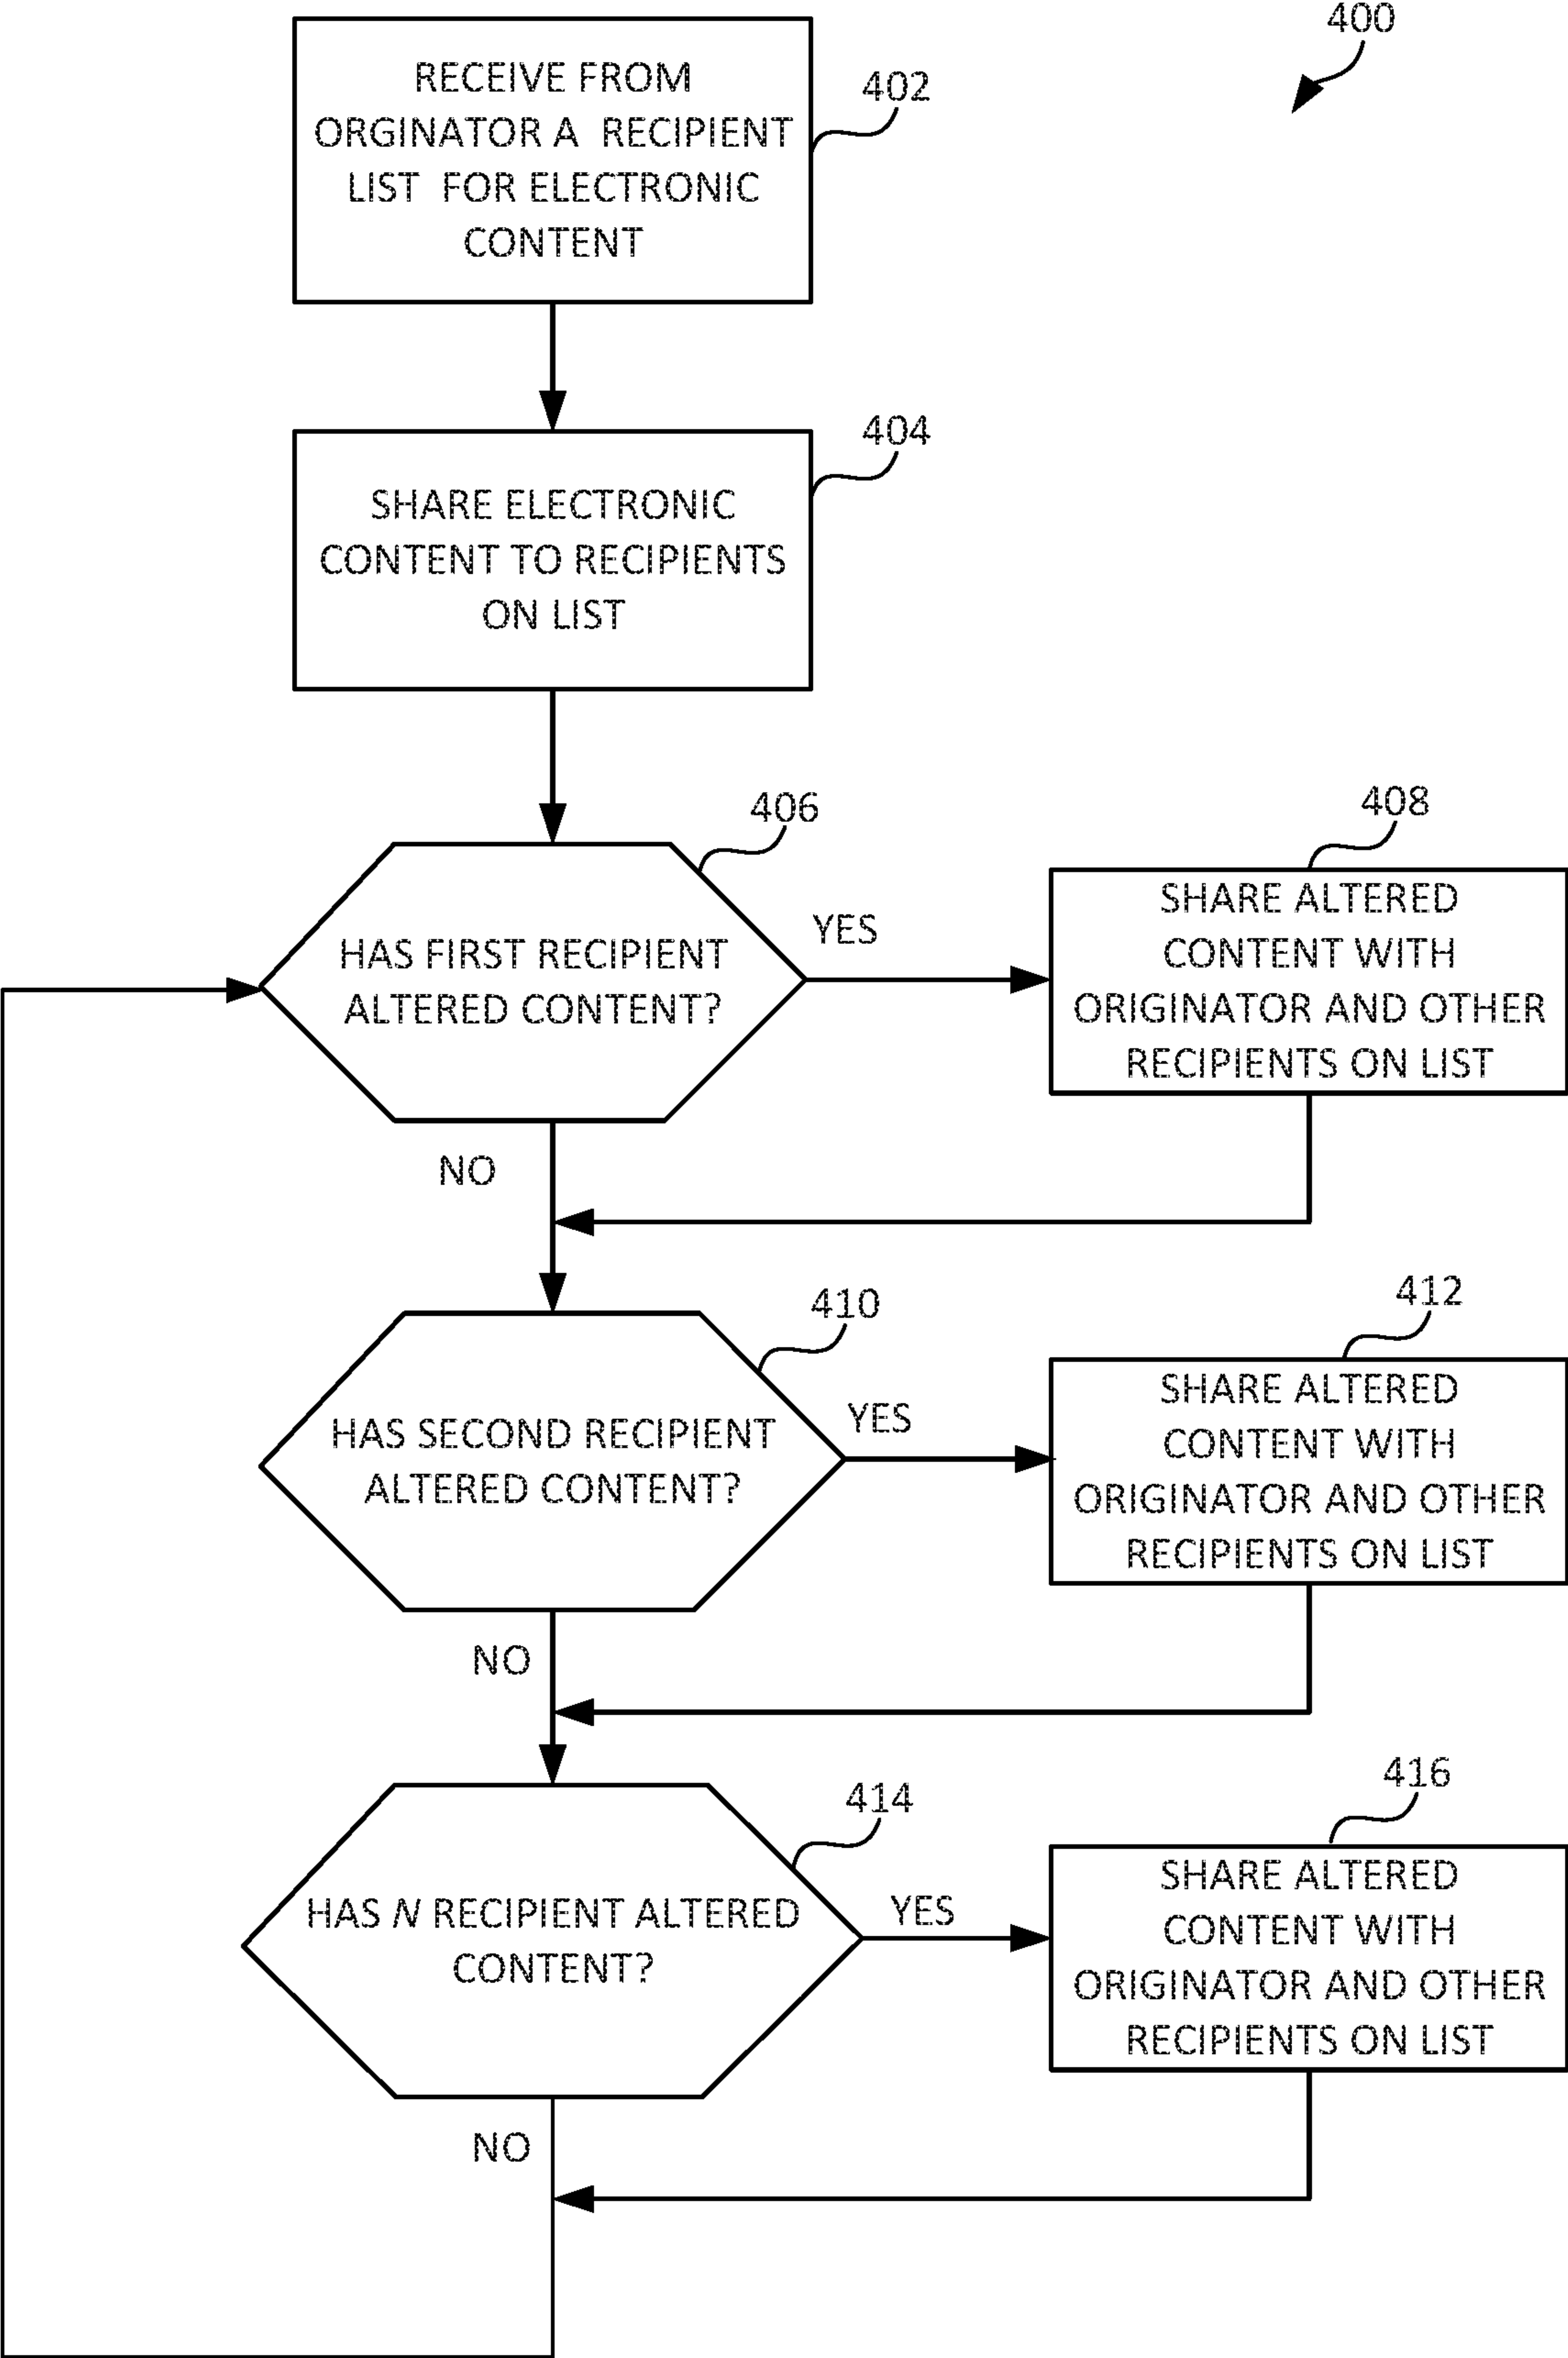 400
RECEIVE FROM
ORGINATOR A RECIPIENT
LIST FOR ELECTRONIC
CONTENT
402
SHARE ELECTRONIC
CONTENT TO RECIPIENTS
ON LIST
404
HAS FIRST RECIPIENT
ALTERED CONTENT?
406
YES
NO
SHARE ALTERED
CONTENT WITH
ORIGINATOR AND OTHER
RECIPIENTS ON LIST
408
HAS SECOND RECIPIENT
ALTERED CONTENT?
410
YES
NO
SHARE ALTERED
CONTENT WITH
ORIGINATOR AND OTHER
RECIPIENTS ON LIST
412
HAS N RECIPIENT ALTERED
CONTENT?
414
YES
NO
SHARE ALTERED
CONTENT WITH
ORIGINATOR AND OTHER
RECIPIENTS ON LIST
416